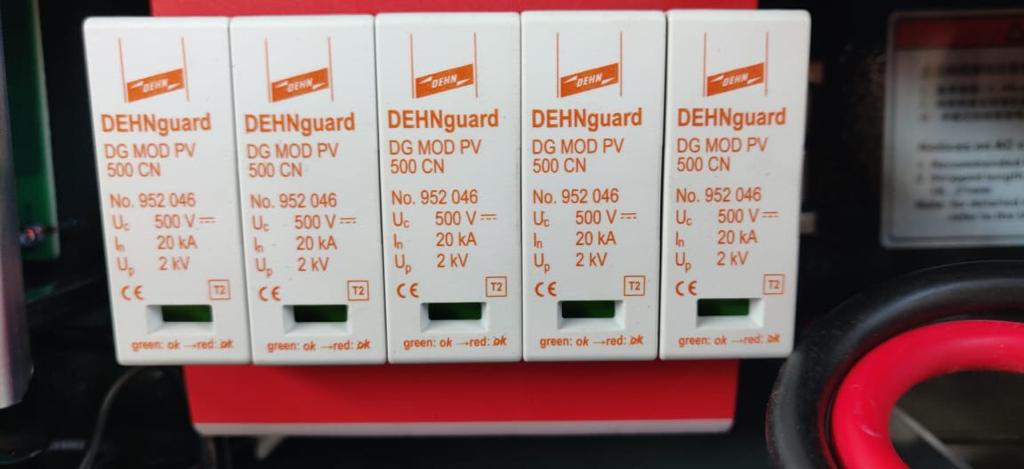 DEHN
DEHNguard
DG MOD PV
500 CN
No. 952 046
Uc 500 V ⎓
In 20 kA
Up 2 kV
CE T2
green: ok →red: o̶k̶
DEHN
DEHNguard
DG MOD PV
500 CN
No. 952 046
Uc 500 V ⎓
In 20 kA
Up 2 kV
CE T2
green: ok →red: o̶k̶
DEHN
DEHNguard
DG MOD PV
500 CN
No. 952 046
Uc 500 V ⎓
In 20 kA
Up 2 kV
CE T2
green: ok →red: o̶k̶
DEHN
DEHNguard
DG MOD PV
500 CN
No. 952 046
Uc 500 V ⎓
In 20 kA
Up 2 kV
CE T2
green: ok →red: o̶k̶
DEHN
DEHNguard
DG MOD PV
500 CN
No. 952 046
Uc 500 V ⎓
In 20 kA
Up 2 kV
CE T2
green: ok →red: o̶k̶